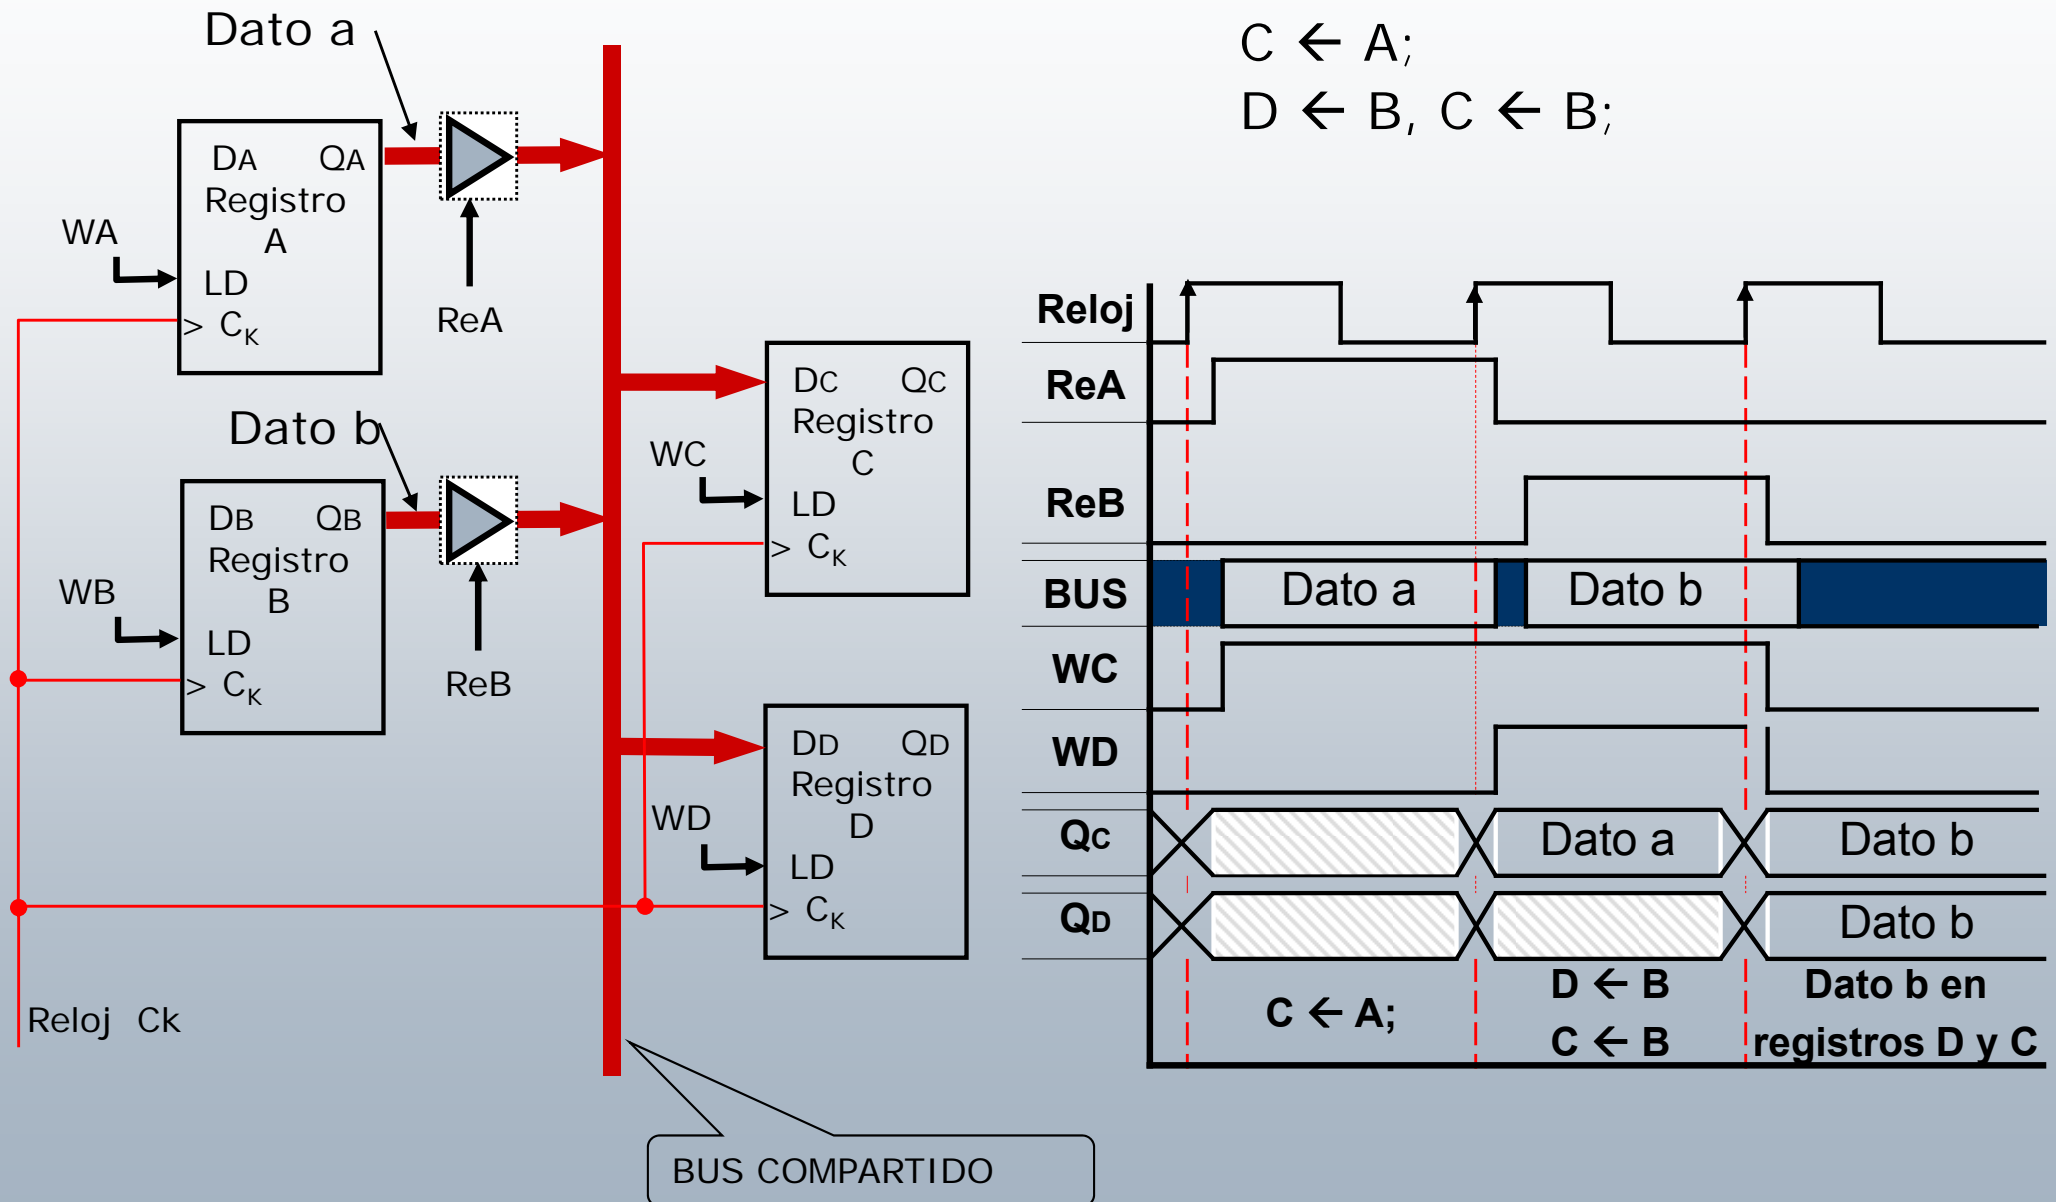 Dato a
C ← A;
D ← B, C ← B;
DA QA
Registro
A
WA
LD
> CK
ReA
Dato b
DB QB
Registro
B
WB
LD
> CK
ReB
DC QC
Registro
C
WC
LD
> CK
DD QD
Registro
D
WD
LD
> CK
Reloj Ck
BUS COMPARTIDO
Reloj
ReA
ReB
BUS Dato a Dato b
WC
WD
QC Dato a Dato b
QD Dato b
C ← A;
D ← B
C ← B
Dato b en
registros D y C